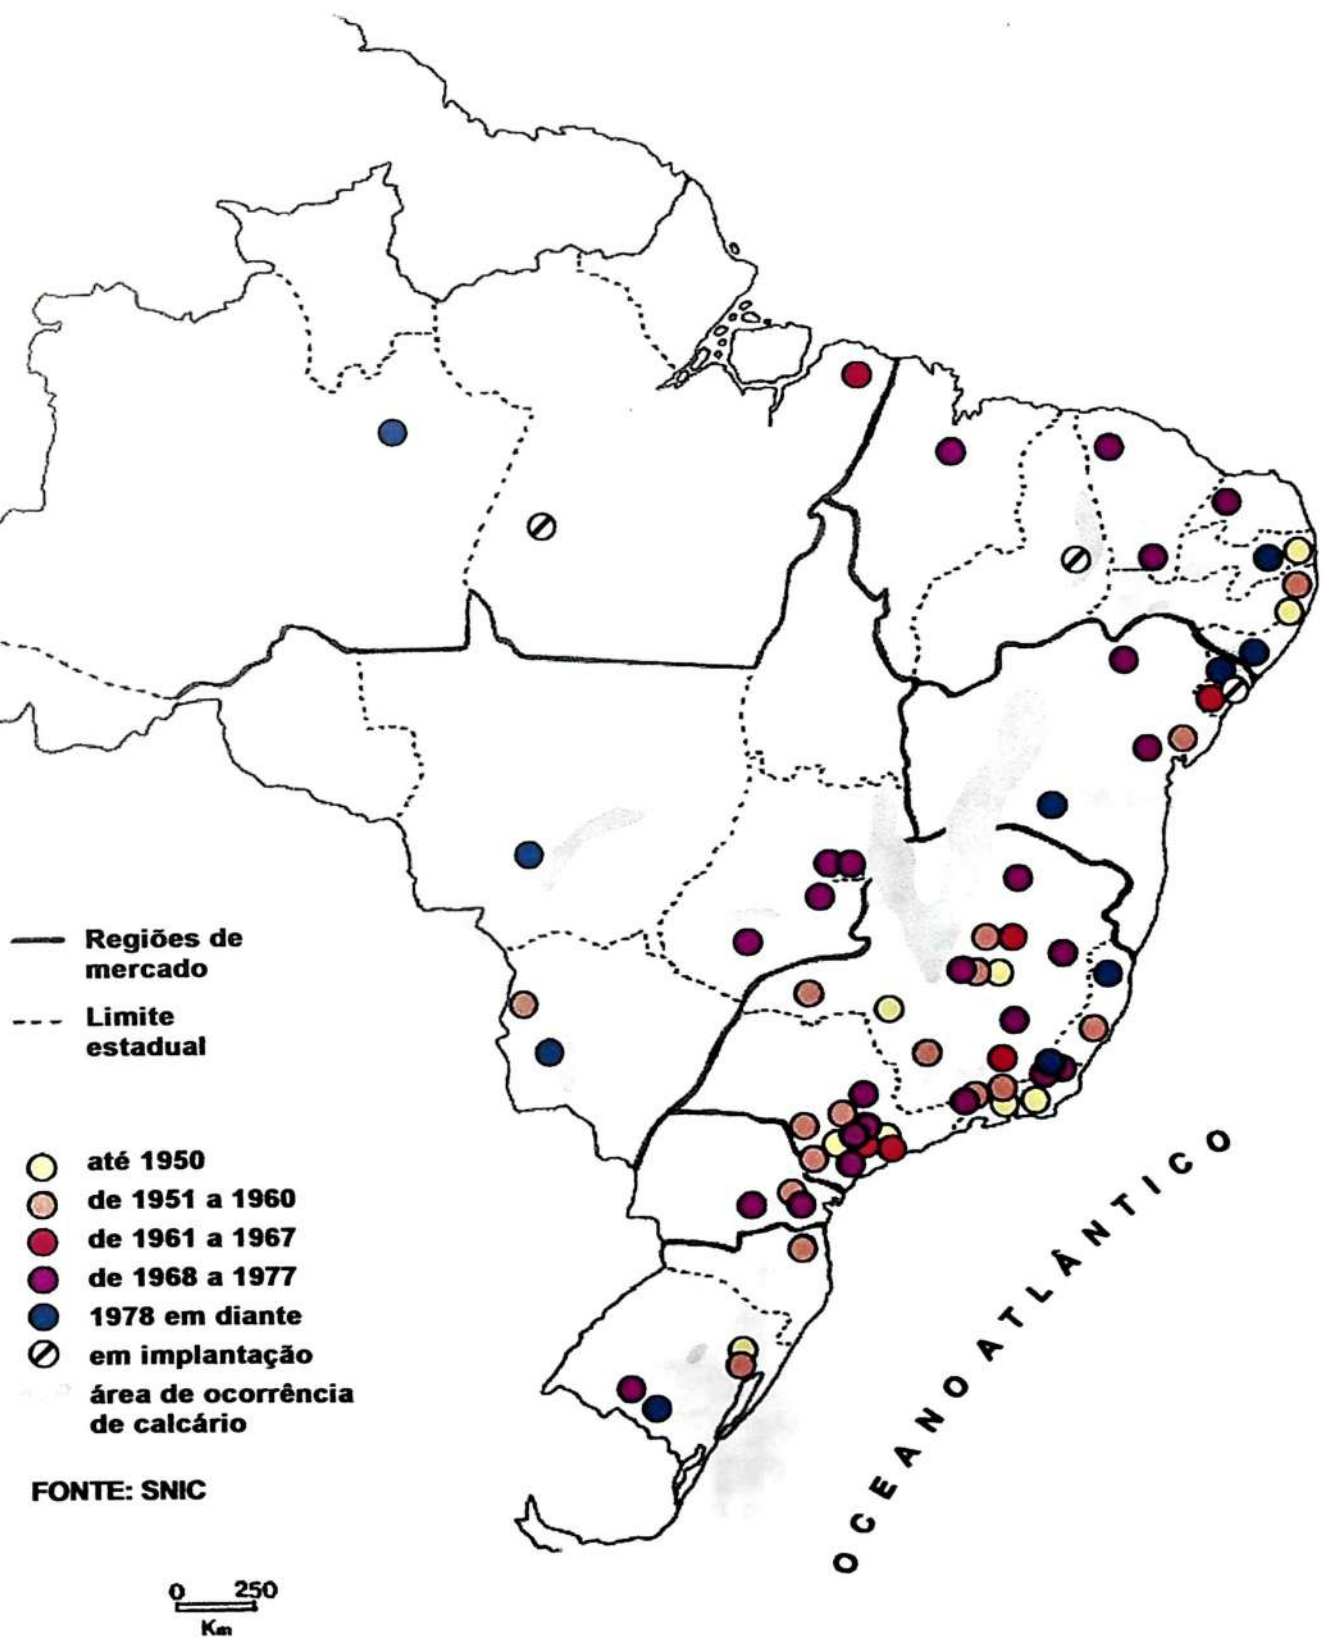 Regiões de
mercado
Limite
estadual
até 1950
de 1951 a 1960
de 1961 a 1967
de 1968 a 1977
1978 em diante
em implantação
área de ocorrência
de calcário
FONTE: SNIC
0 250
Km
OCEANO ATLÂNTICO